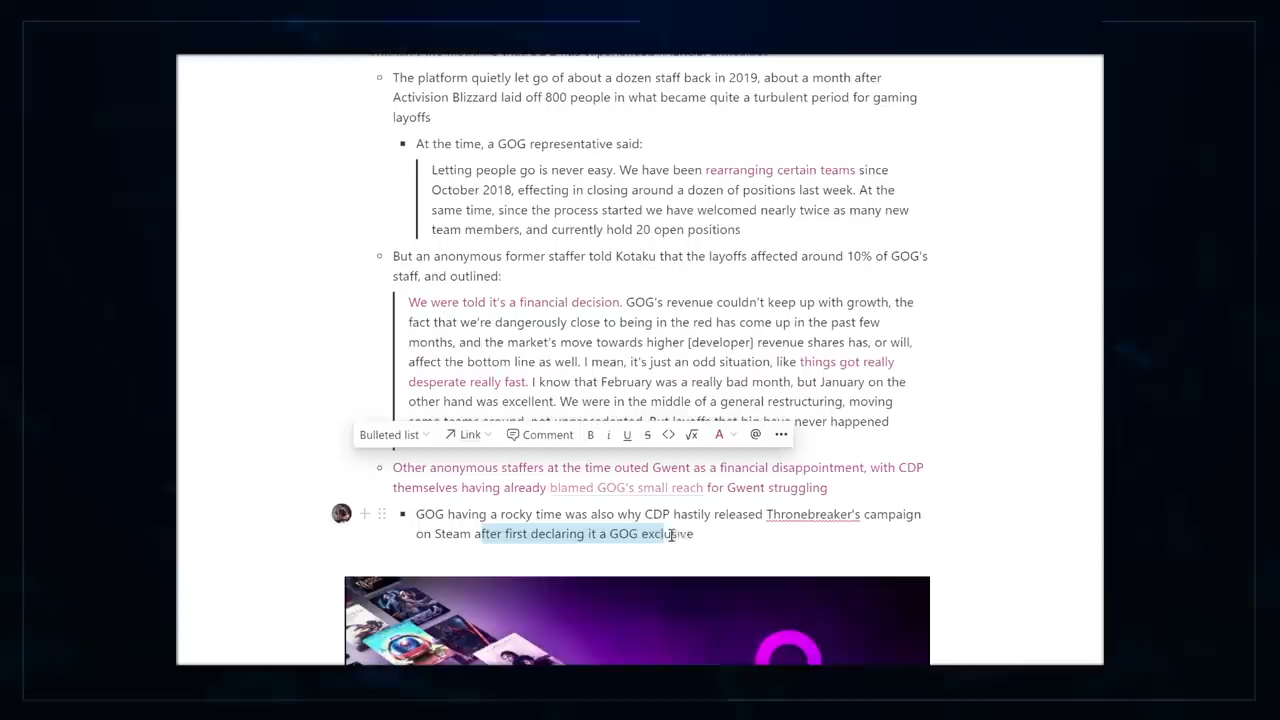 The platform quietly let go of about a dozen staff back in 2019, about a month after
Activision Blizzard laid off 800 people in what became quite a turbulent period for gaming
layoffs
At the time, a GOG representative said:
Letting people go is never easy. We have been rearranging certain teams since
October 2018, effecting in closing around a dozen of positions last week. At the
same time, since the process started we have welcomed nearly twice as many new
team members, and currently hold 20 open positions
But an anonymous former staffer told Kotaku that the layoffs affected around 10% of GOG's
staff, and outlined:
We were told it's a financial decision. GOG's revenue couldn't keep up with growth, the
fact that we're dangerously close to being in the red has come up in the past few
months, and the market's move towards higher [developer] revenue shares has, or will,
affect the bottom line as well. I mean, it's just an odd situation, like things got really
desperate really fast. I know that February was a really bad month, but January on the
other hand was excellent. We were in the middle of a general restructuring, moving
some teams around, not unprecedented. But layoffs that big have never happened
Bulleted list Link Comment B i U S <> √x A @ •••
Other anonymous staffers at the time outed Gwent as a financial disappointment, with CDP
themselves having already blamed GOG's small reach for Gwent struggling
GOG having a rocky time was also why CDP hastily released Thronebreaker's campaign
on Steam after first declaring it a GOG exclusive